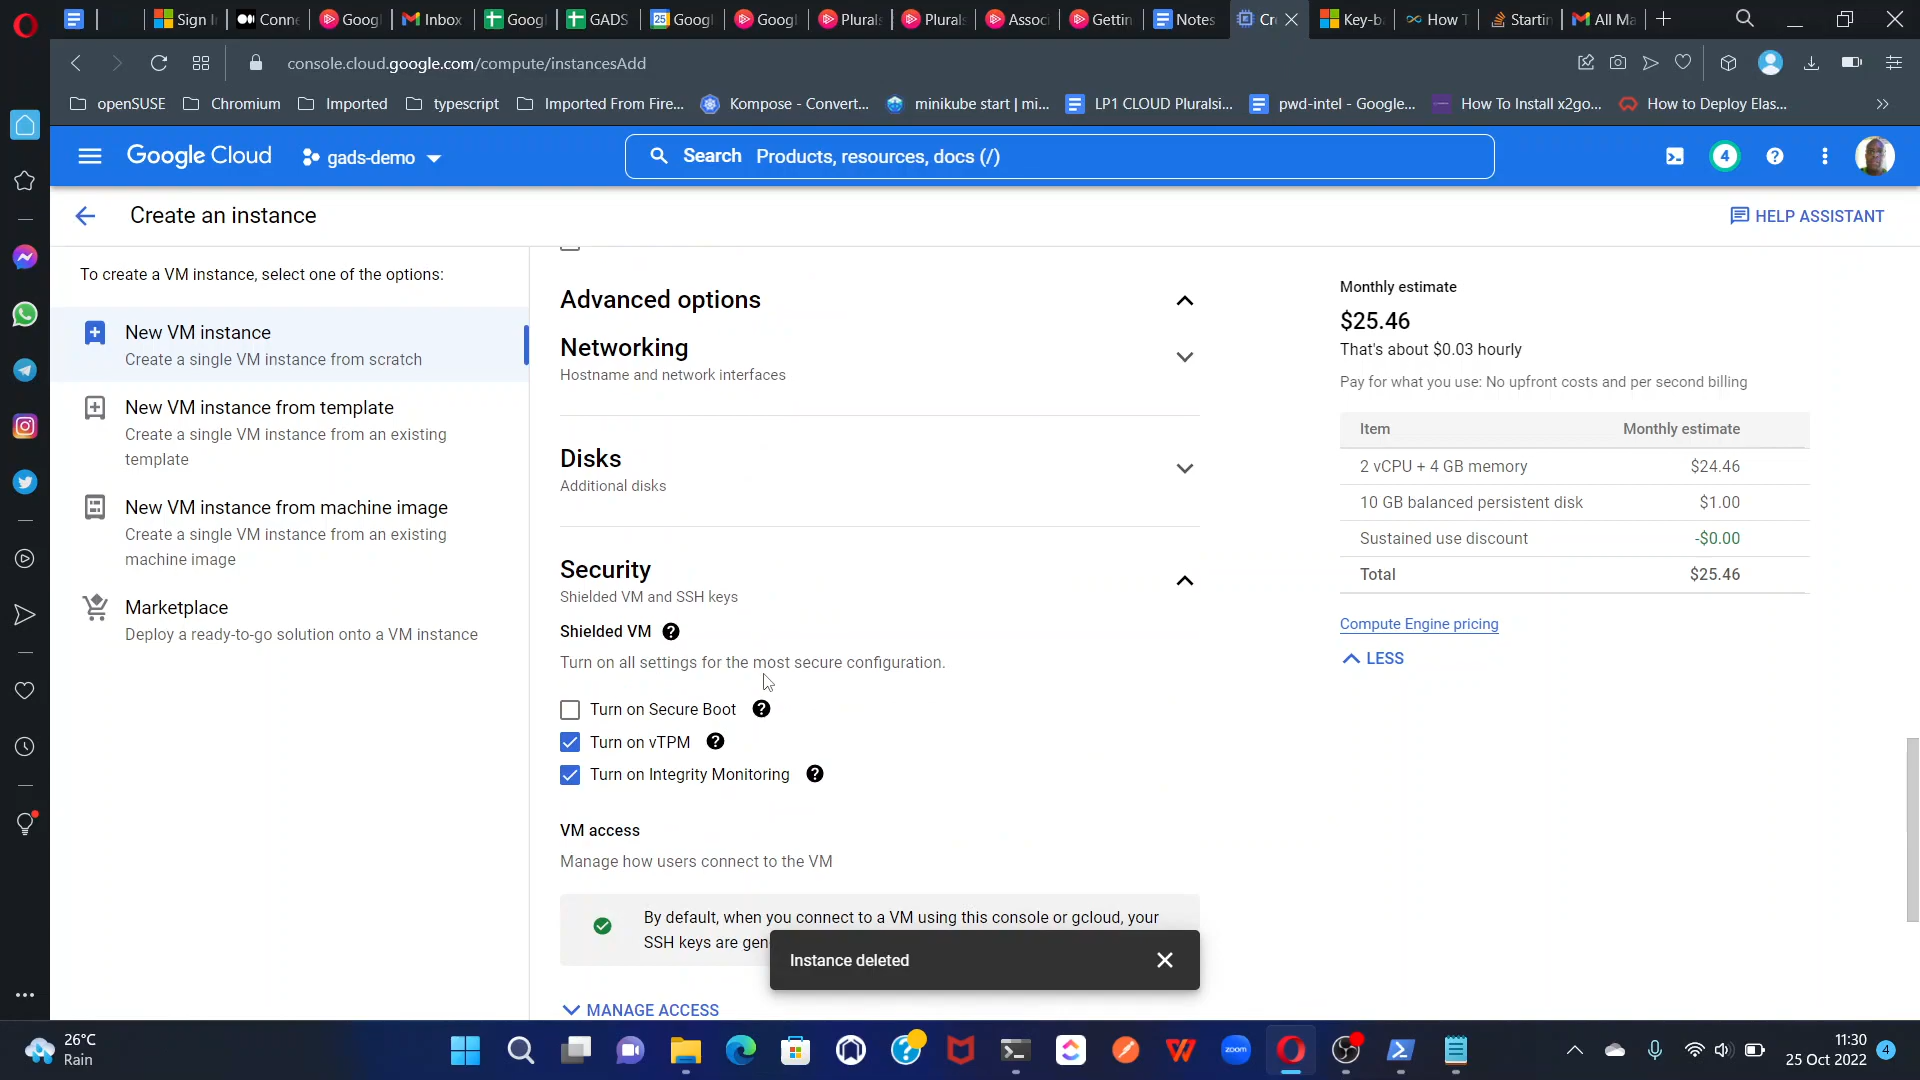 Sign I
Conne
Googl
Inbox
Googl
GADS
Googl
Googl
Plurals
Plurals
Associ
Gettin
Notes
Cre
Key-ba
How T
Startin
All Ma
console.cloud.google.com/compute/instancesAdd
openSUSE
Chromium
Imported
typescript
Imported From Fire...
Kompose - Convert...
minikube start | mi...
LP1 CLOUD Pluralsi...
pwd-intel - Google...
How To Install x2go...
How to Deploy Elas...
Google Cloud
gads-demo
Search Products, resources, docs (/)
4
Create an instance
HELP ASSISTANT
To create a VM instance, select one of the options:
New VM instance
Create a single VM instance from scratch
New VM instance from template
Create a single VM instance from an existing
template
New VM instance from machine image
Create a single VM instance from an existing
machine image
Marketplace
Deploy a ready-to-go solution onto a VM instance
Advanced options
Networking
Hostname and network interfaces
Disks
Additional disks
Security
Shielded VM and SSH keys
Shielded VM
Turn on all settings for the most secure configuration.
Turn on Secure Boot
Turn on vTPM
Turn on Integrity Monitoring
VM access
Manage how users connect to the VM
By default, when you connect to a VM using this console or gcloud, your
SSH keys are gen
Instance deleted
MANAGE ACCESS
Monthly estimate
$25.46
That's about $0.03 hourly
Pay for what you use: No upfront costs and per second billing
Item Monthly estimate
2 vCPU + 4 GB memory $24.46
10 GB balanced persistent disk $1.00
Sustained use discount -$0.00
Total $25.46
Compute Engine pricing
LESS
26°C
Rain
zoom
11:30
25 Oct 2022
4